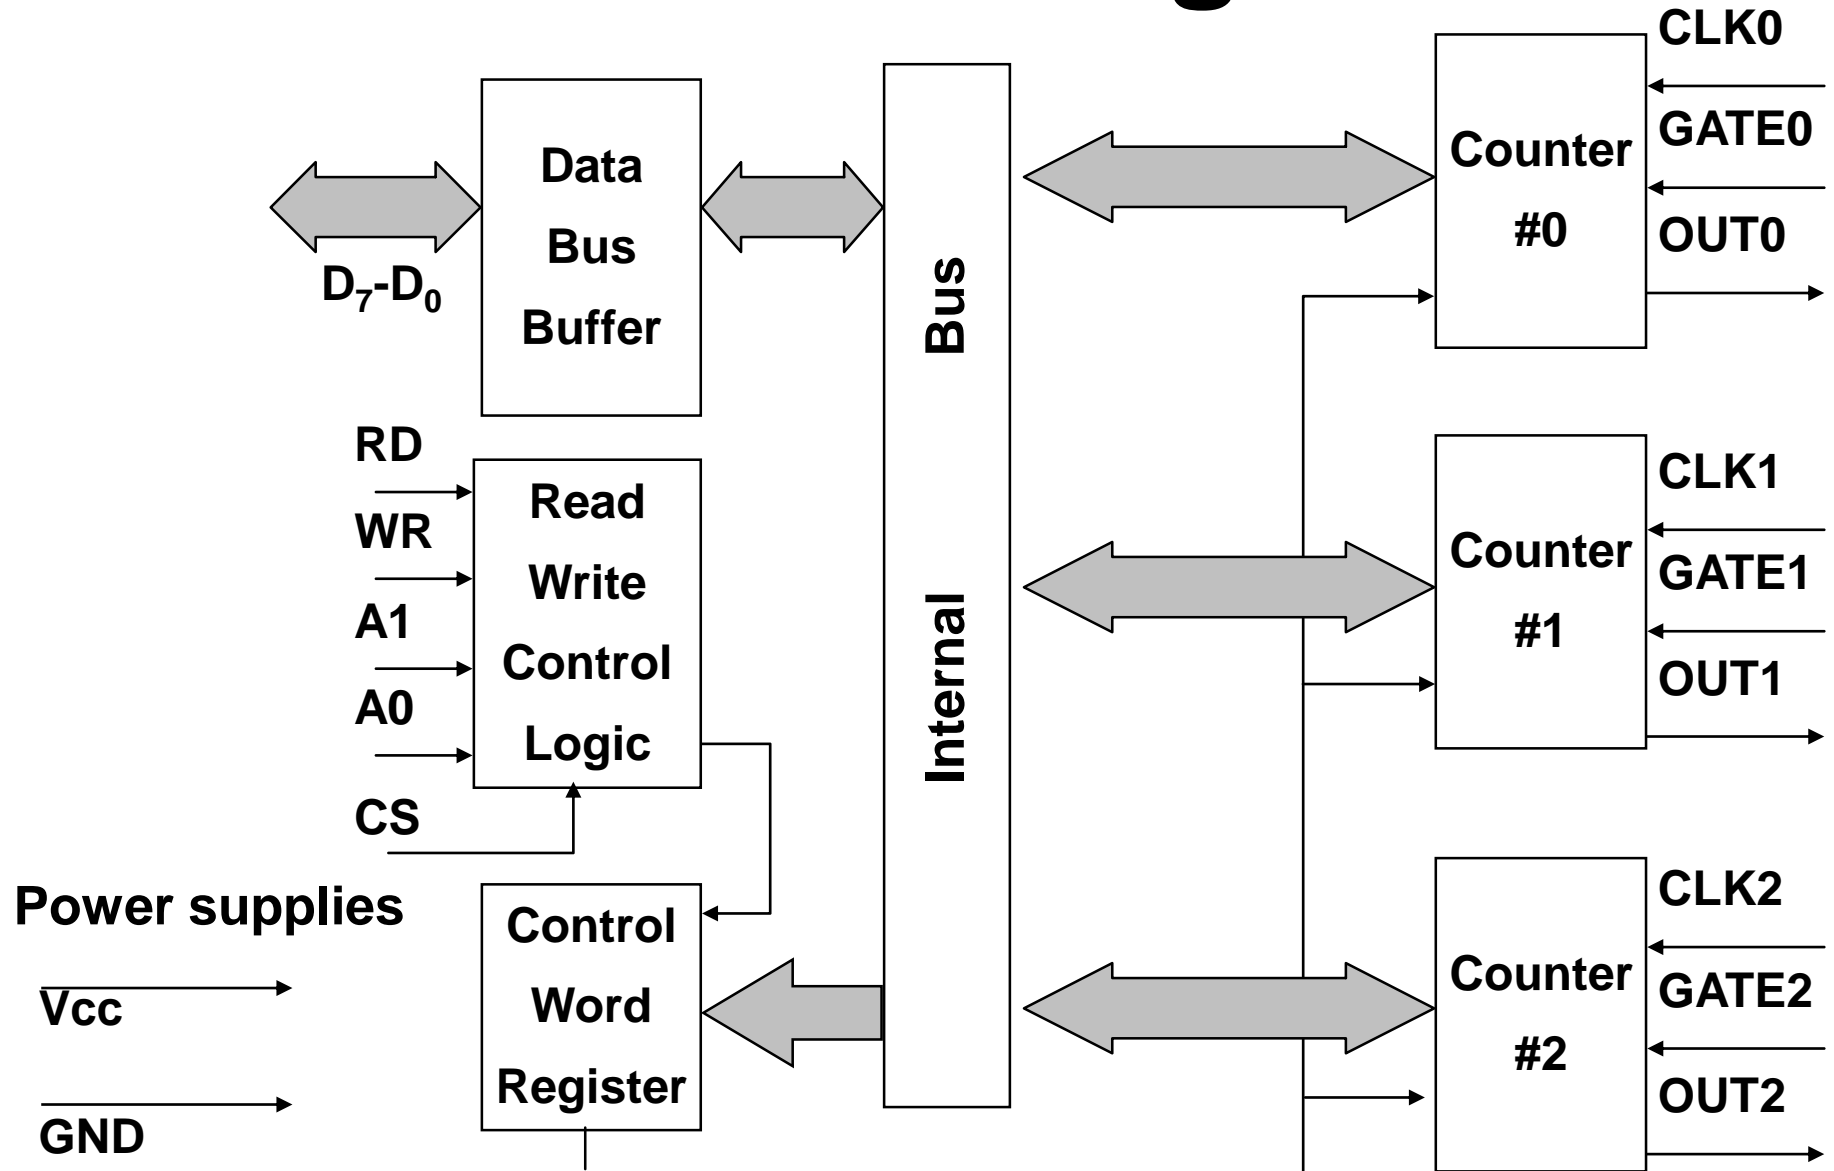 CLK0
GATE0
OUT0
Counter
#0
Data
Bus
Buffer
D₇-D₀
Bus
Internal
RD
WR
A1
A0
CS
Read
Write
Control
Logic
CLK1
GATE1
OUT1
Counter
#1
Power supplies
Vcc
GND
Control
Word
Register
CLK2
GATE2
OUT2
Counter
#2